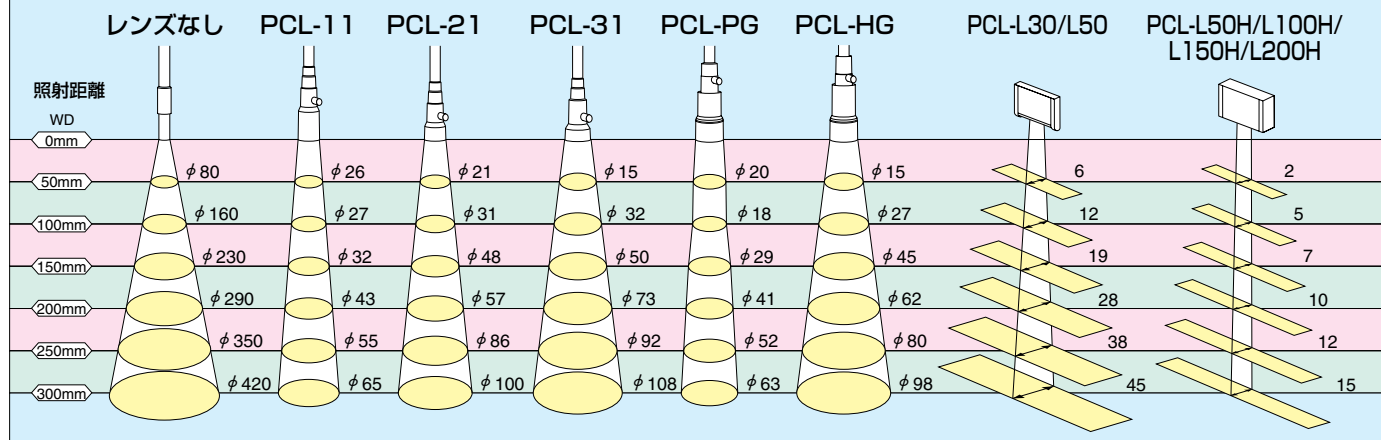 レンズなし PCL-11 PCL-21 PCL-31 PCL-PG PCL-HG PCL-L30/L50 PCL-L50H/L100H/
L150H/L200H
照射距離
WD
0mm
50mm φ80 φ26 φ21 φ15 φ20 φ15 6 2
100mm φ160 φ27 φ31 φ32 φ18 φ27 12 5
150mm φ230 φ32 φ48 φ50 φ29 φ45 19 7
200mm φ290 φ43 φ57 φ73 φ41 φ62 28 10
250mm φ350 φ55 φ86 φ92 φ52 φ80 38 12
300mm φ420 φ65 φ100 φ108 φ63 φ98 45 15